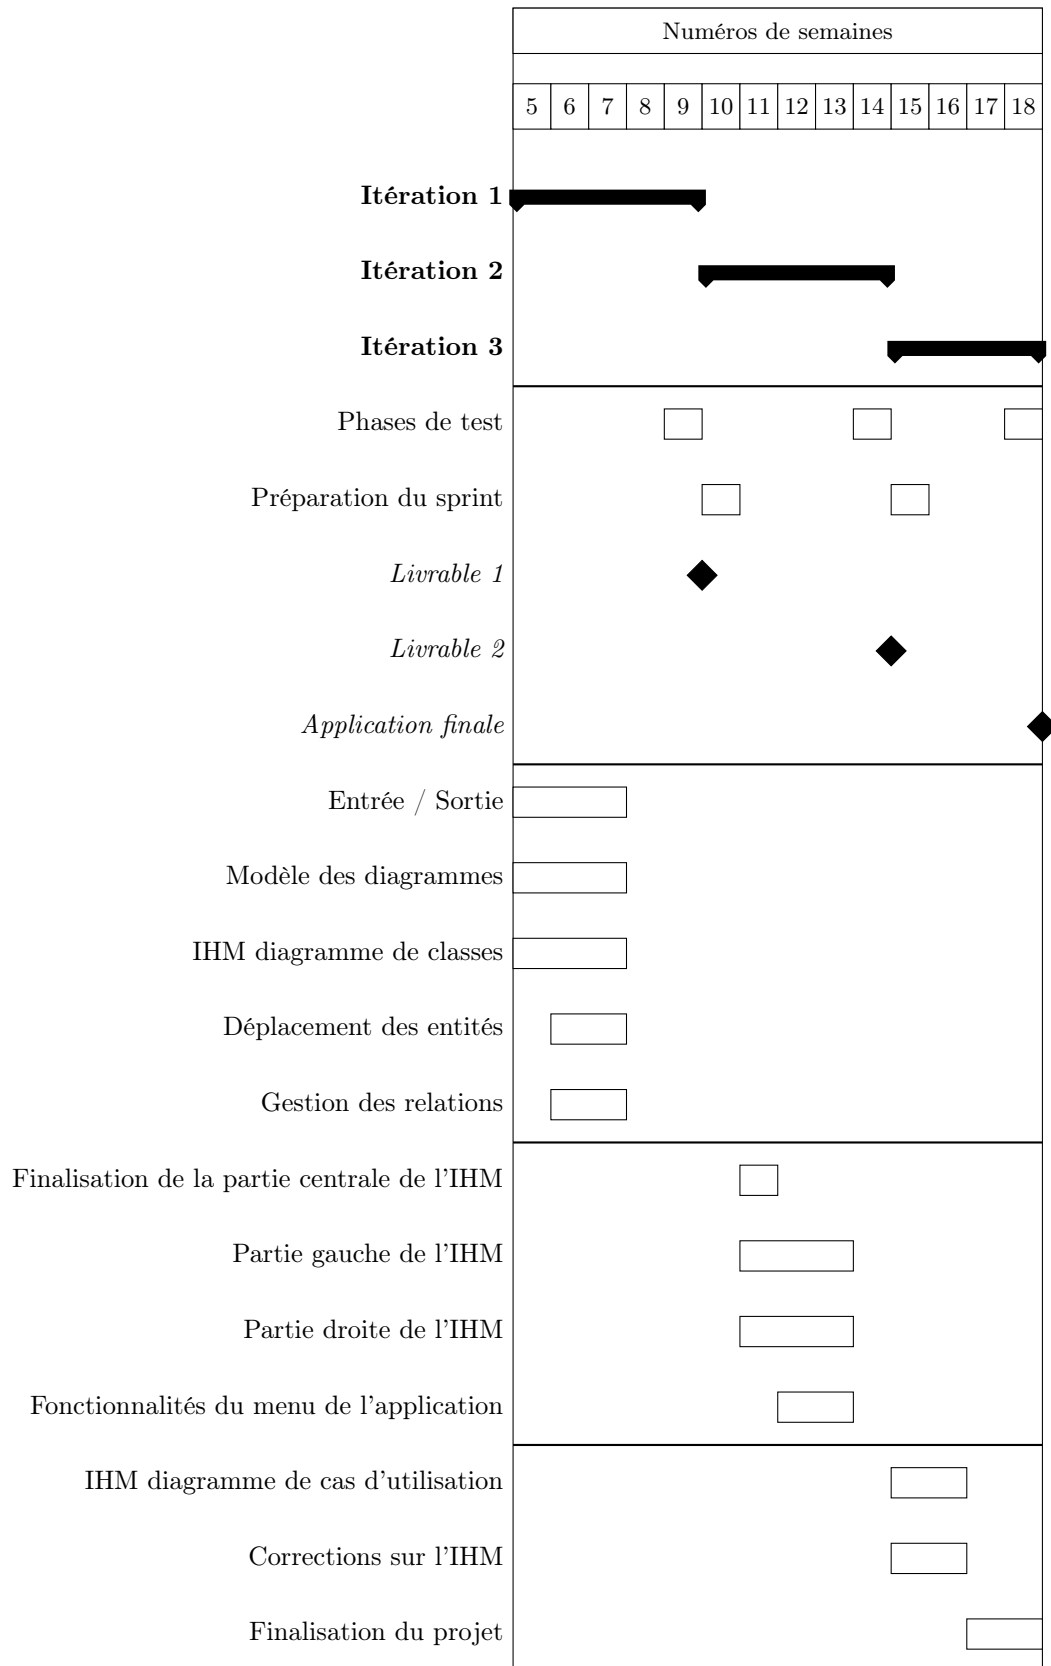 Numéros de semaines
5 6 7 8 9 10 11 12 13 14 15 16 17 18
Itération 1
Itération 2
Itération 3
Phases de test
Préparation du sprint
Livrable 1
Livrable 2
Application finale
Entrée / Sortie
Modèle des diagrammes
IHM diagramme de classes
Déplacement des entités
Gestion des relations
Finalisation de la partie centrale de l'IHM
Partie gauche de l'IHM
Partie droite de l'IHM
Fonctionnalités du menu de l'application
IHM diagramme de cas d'utilisation
Corrections sur l'IHM
Finalisation du projet